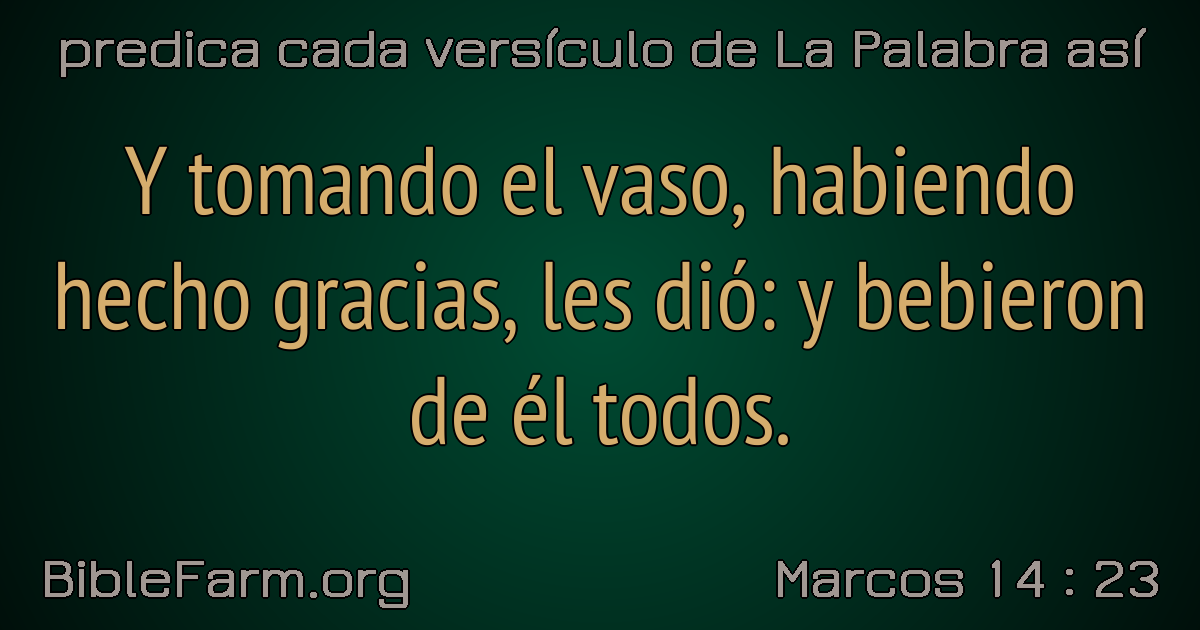 predica cada versículo de La Palabra así
Y tomando el vaso, habiendo
hecho gracias, les dió: y bebieron
de él todos.
BibleFarm.org
Marcos 14 : 23